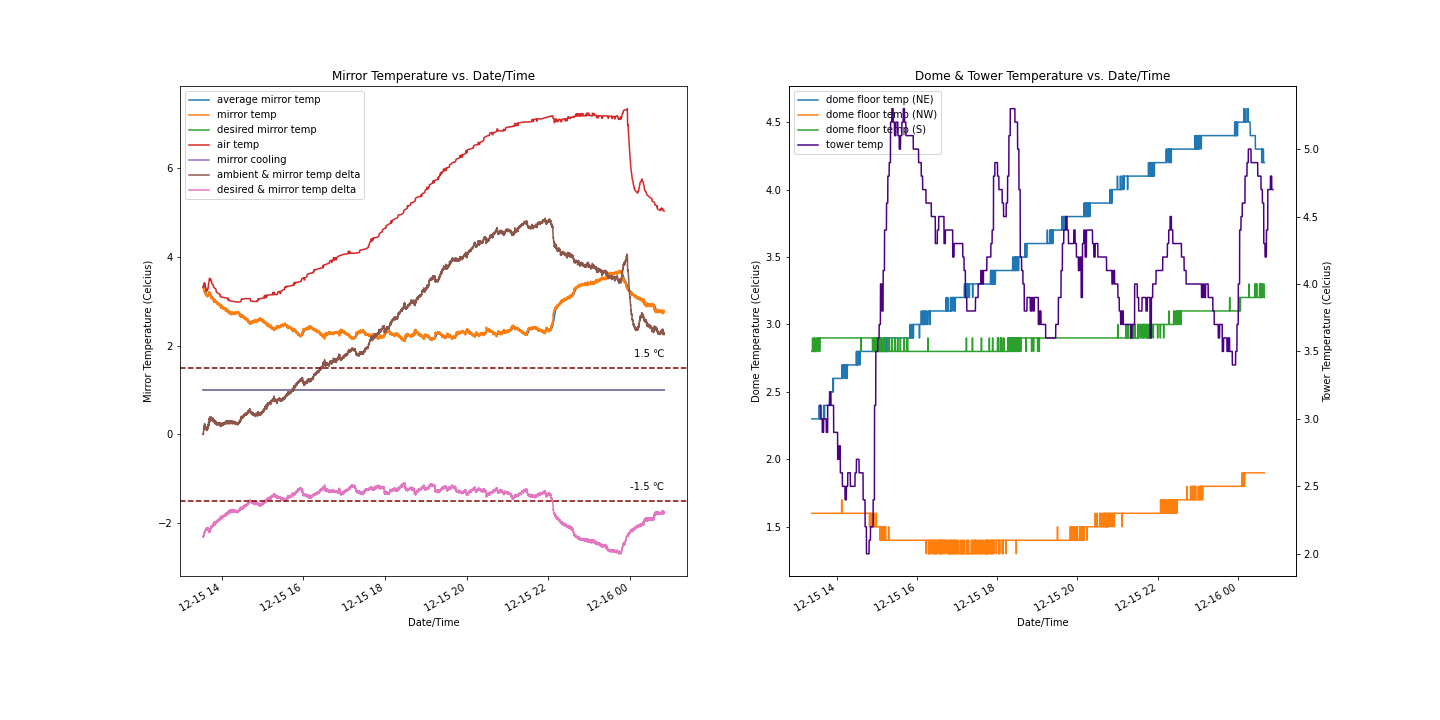 Mirror Temperature vs. Date/Time
average mirror temp
mirror temp
desired mirror temp
air temp
mirror cooling
ambient & mirror temp delta
desired & mirror temp delta
Mirror Temperature (Celcius)
6
4
2
0
−2
1.5 ℃
-1.5 ℃
12-15 14
12-15 16
12-15 18
12-15 20
12-15 22
12-16 00
Date/Time
Dome & Tower Temperature vs. Date/Time
dome floor temp (NE)
dome floor temp (NW)
dome floor temp (S)
tower temp
Dome Temperature (Celcius)
4.5
4.0
3.5
3.0
2.5
2.0
1.5
5.0
4.5
4.0
3.5
3.0
2.5
2.0
Tower Temperature (Celcius)
12-15 14
12-15 16
12-15 18
12-15 20
12-15 22
12-16 00
Date/Time